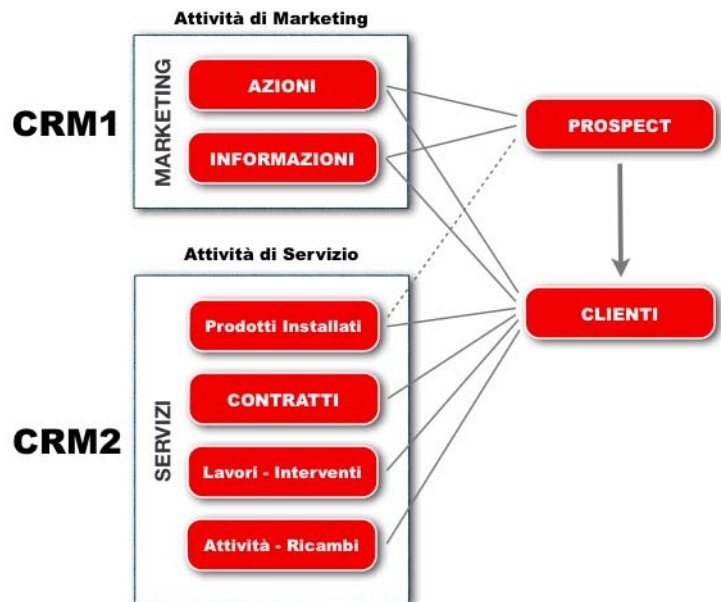 Attività di Marketing
CRM1
MARKETING
AZIONI
INFORMAZIONI
PROSPECT
Attività di Servizio
CLIENTI
CRM2
SERVIZI
Prodotti Installati
CONTRATTI
Lavori - Interventi
Attività - Ricambi